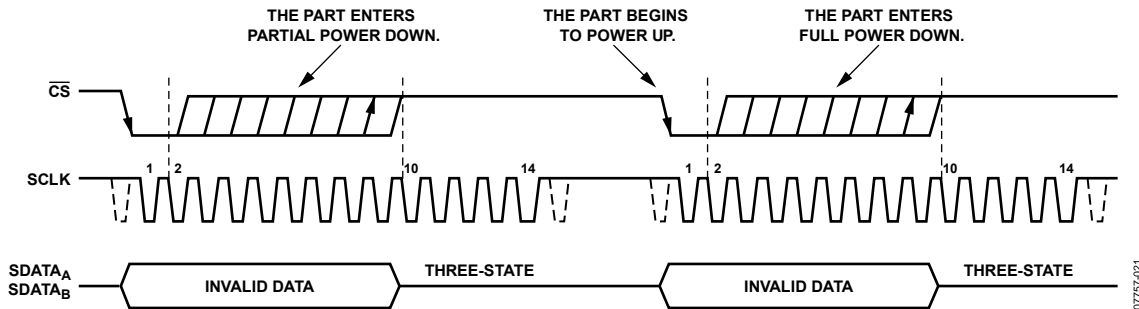 THE PART ENTERS
PARTIAL POWER DOWN.
THE PART BEGINS
TO POWER UP.
THE PART ENTERS
FULL POWER DOWN.
CS
SCLK
1 2 10 14 1 2 10 14
SDATAA
SDATAB
INVALID DATA
THREE-STATE
INVALID DATA
THREE-STATE
07757-021